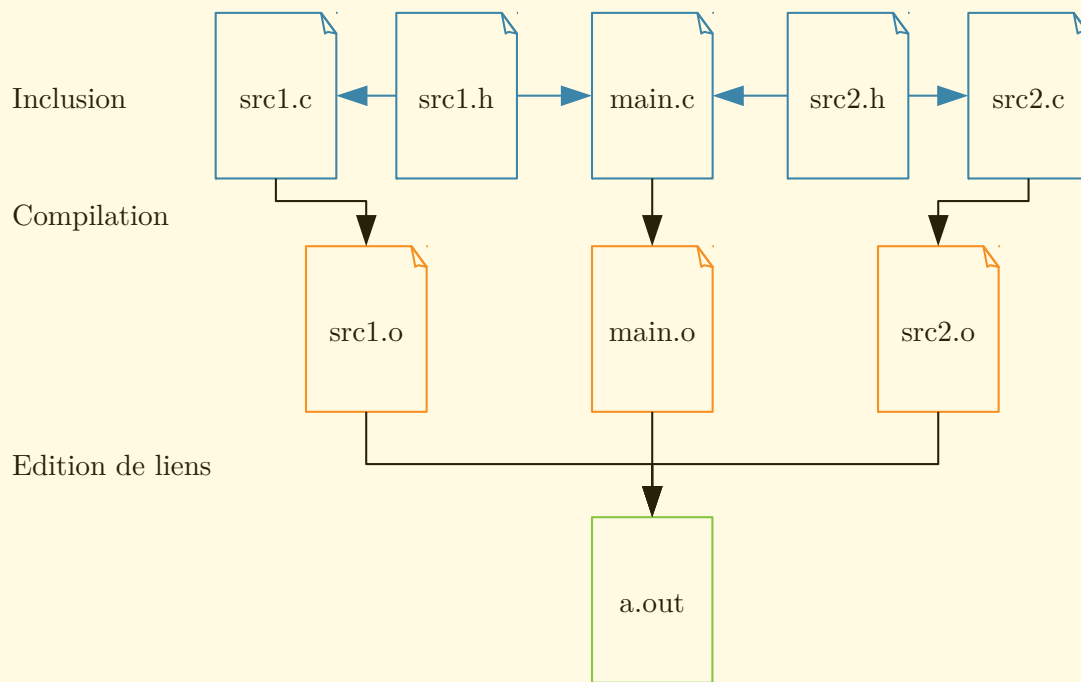 Inclusion
src1.c
src1.h
main.c
src2.h
src2.c
Compilation
src1.o
main.o
src2.o
Edition de liens
a.out